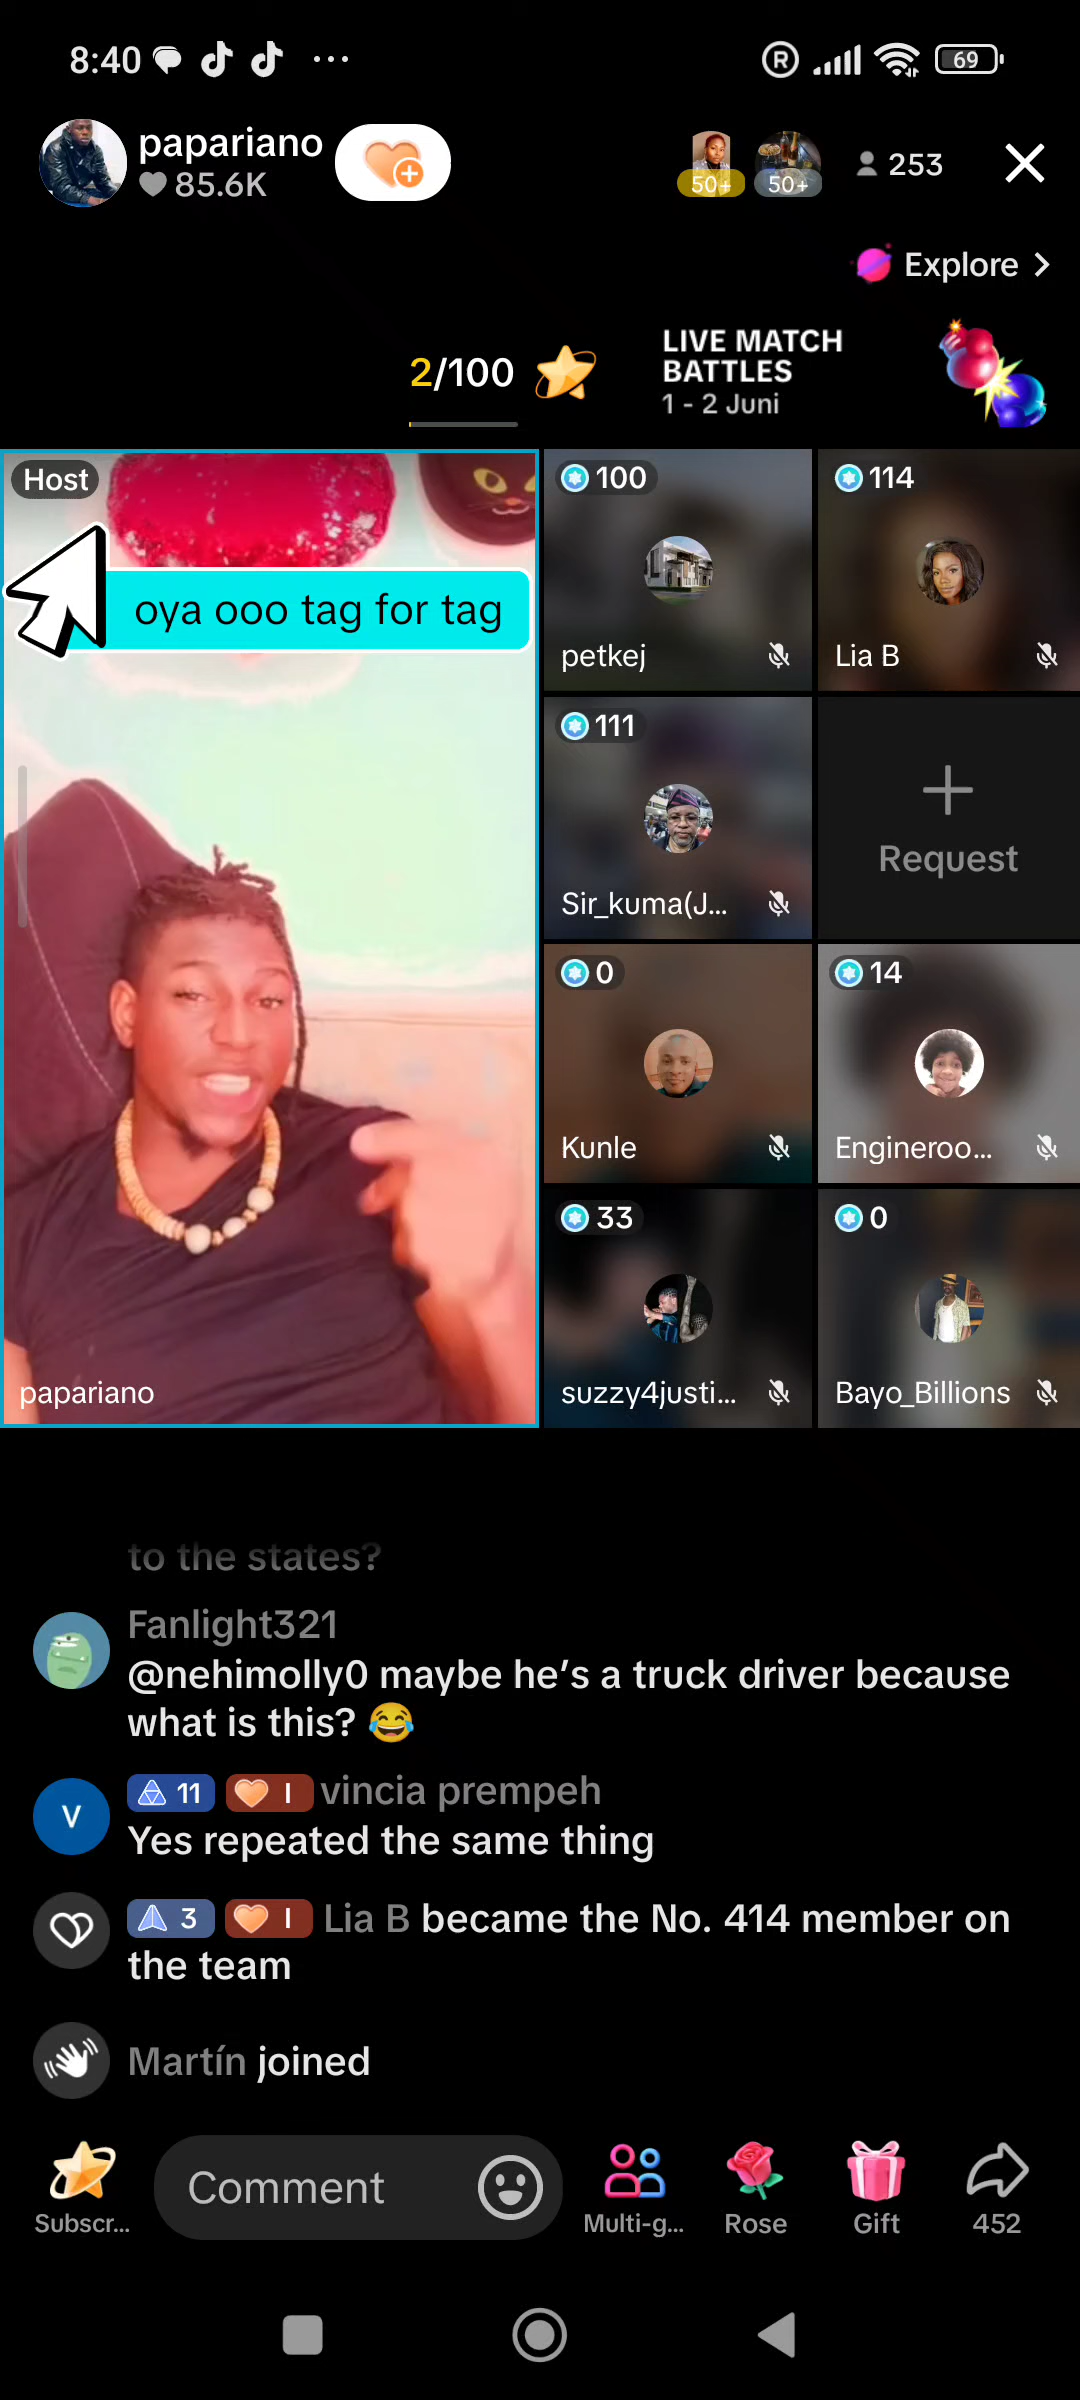 8:40
69
papariano
85.6K
50+
50+
253
Explore
2/100
LIVE MATCH
BATTLES
1 - 2 Juni
Host
oya ooo tag for tag
papariano
100
petkej
114
Lia B
111
Sir_kuma(J...
Request
0
Kunle
14
Engineroo...
33
suzzy4justi...
0
Bayo_Billions
to the states?
Fanlight321
@nehimolly0 maybe he's a truck driver because
what is this? 😂
V
11 I vincia prempeh
Yes repeated the same thing
3 I Lia B became the No. 414 member on
the team
Martín joined
Subscr...
Comment
Multi-g...
Rose
Gift
452